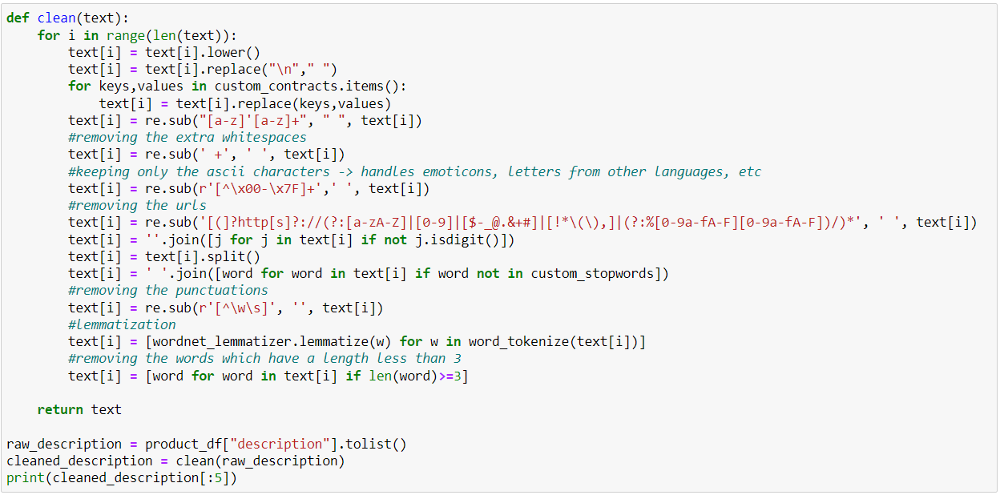 def clean(text):
    for i in range(len(text)):
        text[i] = text[i].lower()
        text[i] = text[i].replace("\n"," ")
        for keys,values in custom_contracts.items():
            text[i] = text[i].replace(keys,values)
        text[i] = re.sub("[a-z]'[a-z]+", " ", text[i])
        #removing the extra whitespaces
        text[i] = re.sub(' +', ' ', text[i])
        #keeping only the ascii characters -> handles emoticons, letters from other languages, etc
        text[i] = re.sub(r'[^\x00-\x7F]+',' ', text[i])
        #removing the urls
        text[i] = re.sub('[(]?http[s]?://(?:[a-zA-Z]|[0-9]|[$-_@.&+#]|[!*\(\),]|(?:%[0-9a-fA-F][0-9a-fA-F])/)*', ' ', text[i])
        text[i] = ''.join([j for j in text[i] if not j.isdigit()])
        text[i] = text[i].split()
        text[i] = ' '.join([word for word in text[i] if word not in custom_stopwords])
        #removing the punctuations
        text[i] = re.sub(r'[^\w\s]', '', text[i])
        #lemmatization
        text[i] = [wordnet_lemmatizer.lemmatize(w) for w in word_tokenize(text[i])]
        #removing the words which have a length less than 3
        text[i] = [word for word in text[i] if len(word)>=3]

    return text

raw_description = product_df["description"].tolist()
cleaned_description = clean(raw_description)
print(cleaned_description[:5])